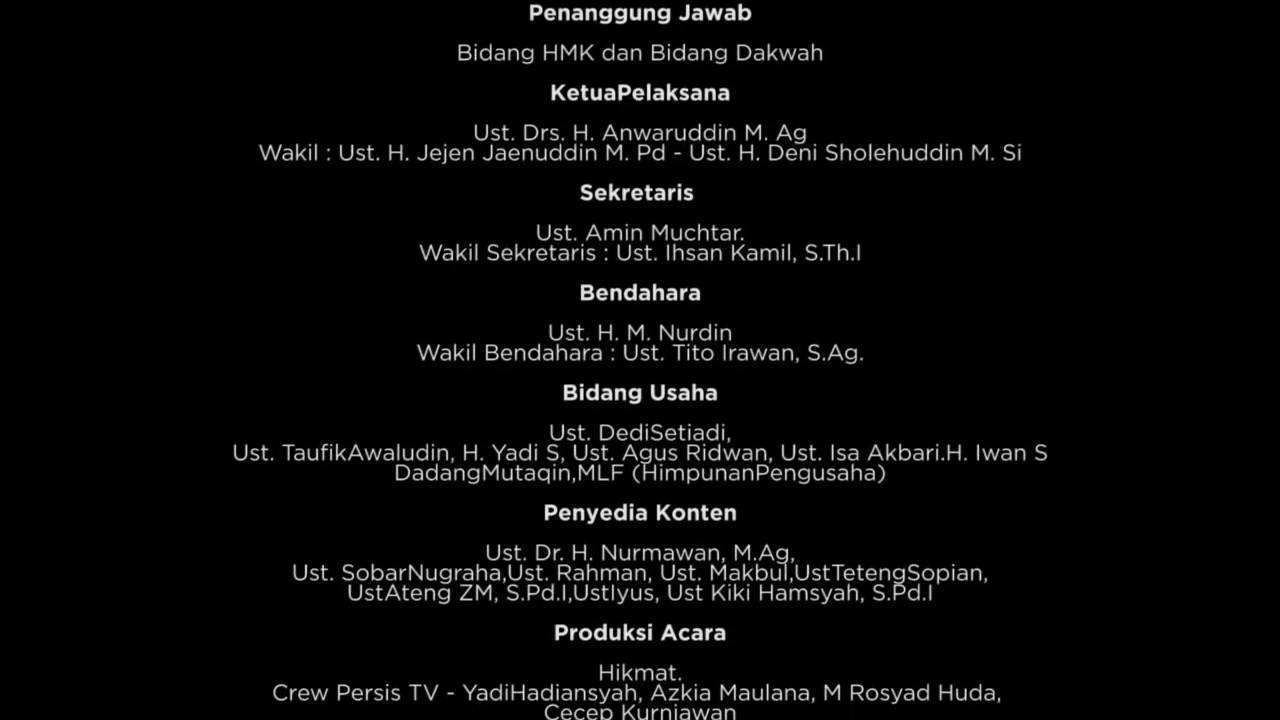 Penanggung Jawab
Bidang HMK dan Bidang Dakwah
KetuaPelaksana
Ust. Drs. H. Anwaruddin M. Ag
Wakil : Ust. H. Jejen Jaenuddin M. Pd - Ust. H. Deni Sholehuddin M. Si
Sekretaris
Ust. Amin Muchtar.
Wakil Sekretaris : Ust. Ihsan Kamil, S.Th.I
Bendahara
Ust. H. M. Nurdin
Wakil Bendahara : Ust. Tito Irawan, S.Ag.
Bidang Usaha
Ust. DediSetiadi,
Ust. TaufikAwaludin, H. Yadi S, Ust. Agus Ridwan, Ust. Isa Akbari.H. Iwan S
DadangMutaqin,MLF (HimpunanPengusaha)
Penyedia Konten
Ust. Dr. H. Nurmawan, M.Ag,
Ust. SobarNugraha,Ust. Rahman, Ust. Makbul,UstTetengSopian,
UstAteng ZM, S.Pd.I,UstIyus, Ust Kiki Hamsyah, S.Pd.I
Produksi Acara
Hikmat.
Crew Persis TV - YadiHadiansyah, Azkia Maulana, M Rosyad Huda,
Cecep Kurniawan